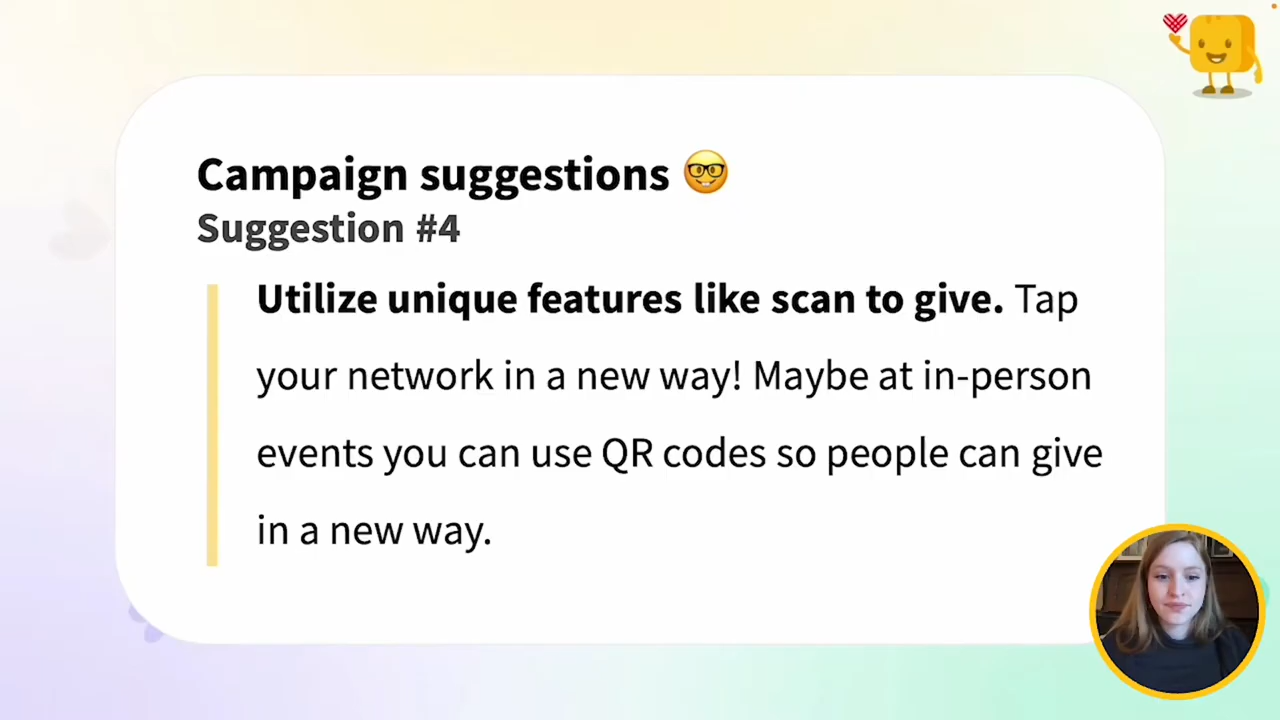 Campaign suggestions 🤓
Suggestion #4
Utilize unique features like scan to give. Tap
your network in a new way! Maybe at in-person
events you can use QR codes so people can give
in a new way.